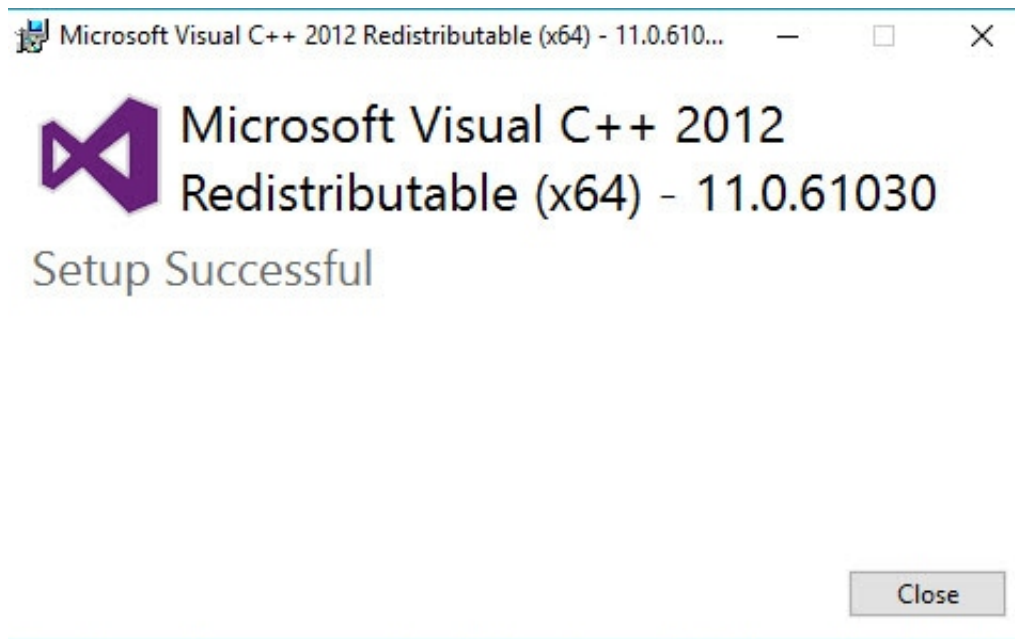 Microsoft Visual C++ 2012 Redistributable (x64) - 11.0.610...
Microsoft Visual C++ 2012
Redistributable (x64) - 11.0.61030
Setup Successful
Close